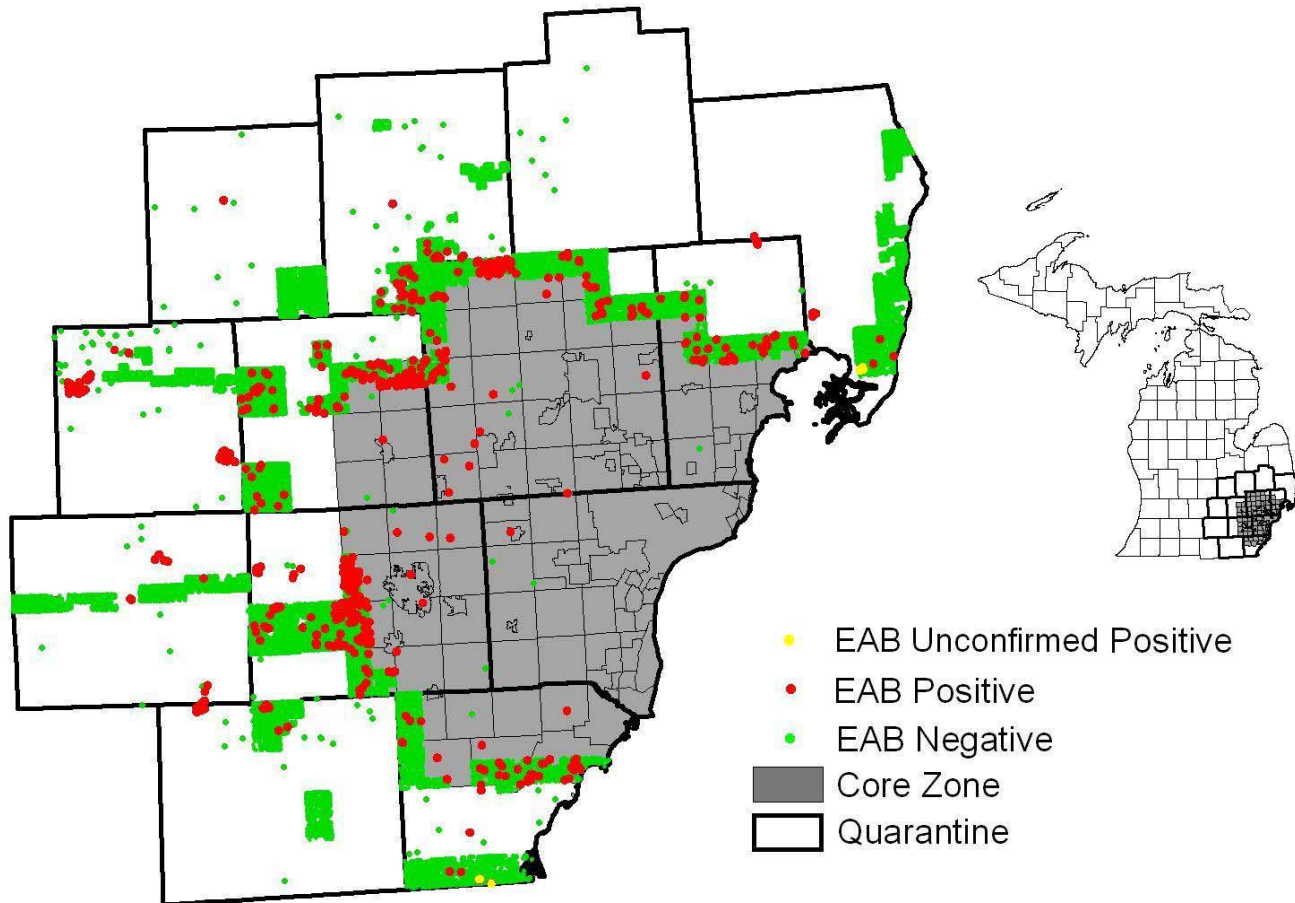 EAB Unconfirmed Positive
EAB Positive
EAB Negative
Core Zone
Quarantine